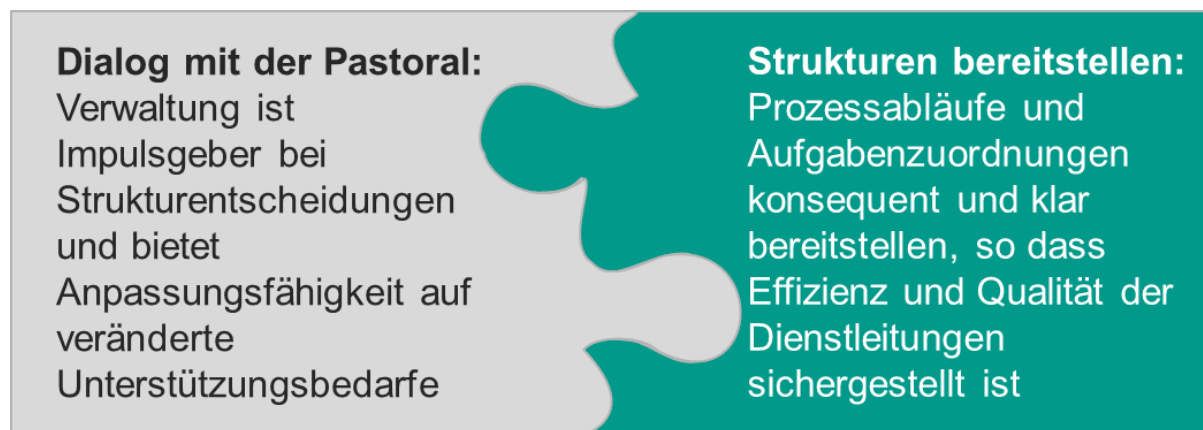 Dialog mit der Pastoral:
Verwaltung ist
Impulsgeber bei
Strukturentscheidungen
und bietet
Anpassungsfähigkeit auf
veränderte
Unterstützungsbedarfe
Strukturen bereitstellen:
Prozessabläufe und
Aufgabenzuordnungen
konsequent und klar
bereitstellen, so dass
Effizienz und Qualität der
Dienstleitungen
sichergestellt ist